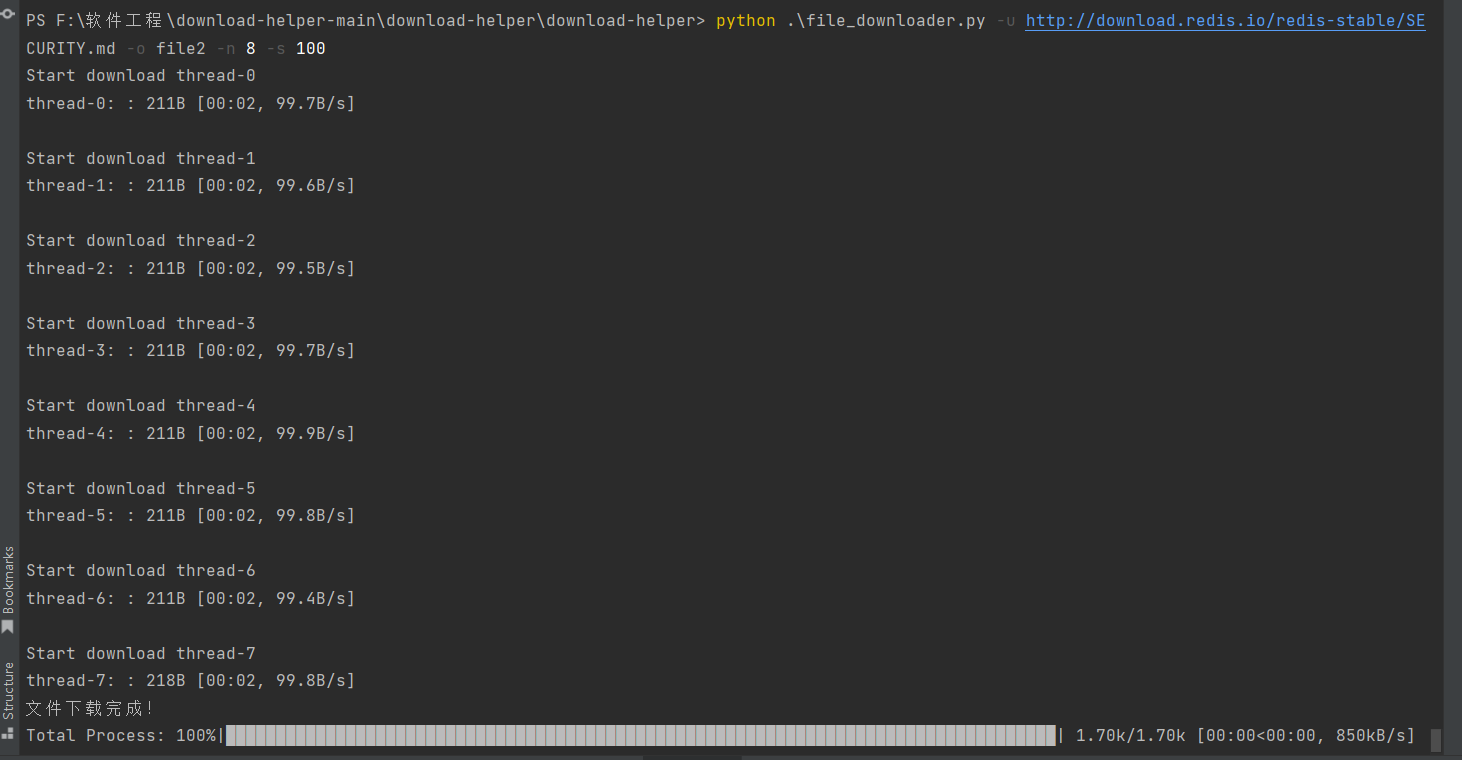 PS F:\软件工程\download-helper-main\download-helper\download-helper> python .\file_downloader.py -u http://download.redis.io/redis-stable/SE
CURITY.md -o file2 -n 8 -s 100
Start download thread-0
thread-0: : 211B [00:02, 99.7B/s]
Start download thread-1
thread-1: : 211B [00:02, 99.6B/s]
Start download thread-2
thread-2: : 211B [00:02, 99.5B/s]
Start download thread-3
thread-3: : 211B [00:02, 99.7B/s]
Start download thread-4
thread-4: : 211B [00:02, 99.9B/s]
Start download thread-5
thread-5: : 211B [00:02, 99.8B/s]
Start download thread-6
thread-6: : 211B [00:02, 99.4B/s]
Start download thread-7
thread-7: : 218B [00:02, 99.8B/s]
文件下载完成!
Total Process: 100%| | 1.70k/1.70k [00:00<00:00, 850kB/s]
Bookmarks
Structure